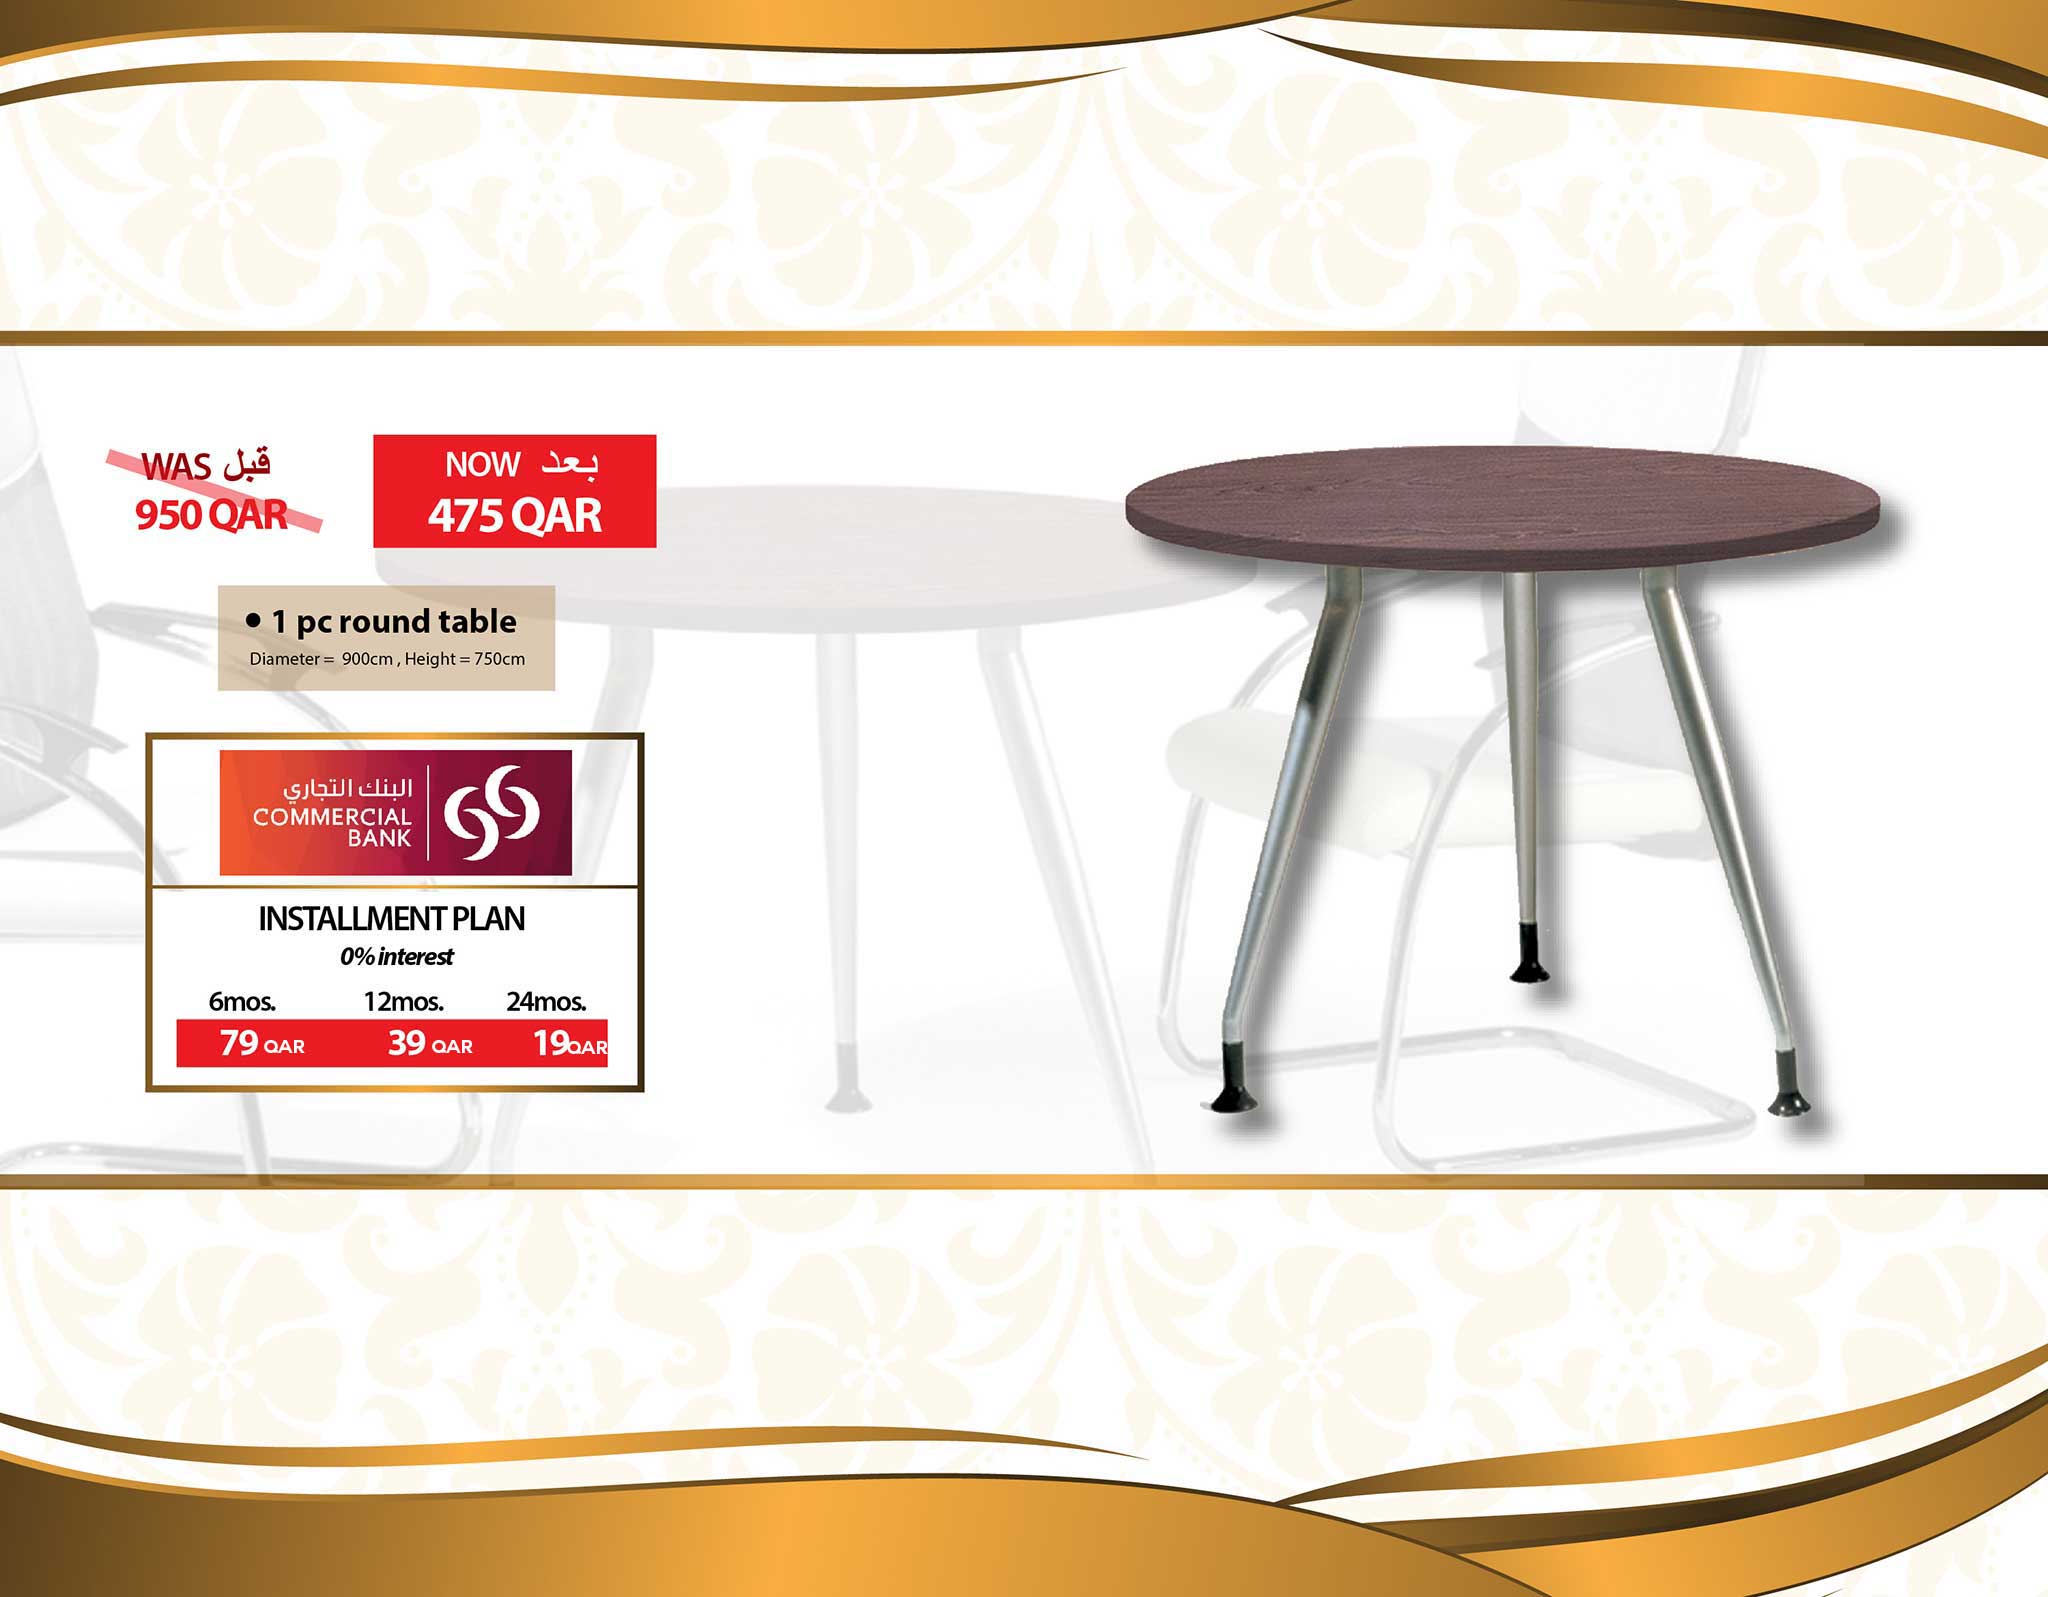 WAS قبل
950 QAR
NOW بعد
475 QAR
• 1 pc round table
Diameter = 900cm , Height = 750cm
البنك التجاري
COMMERCIAL
BANK
INSTALLMENT PLAN
0% interest
6mos. 12mos. 24mos.
79 QAR 39 QAR 19QAR